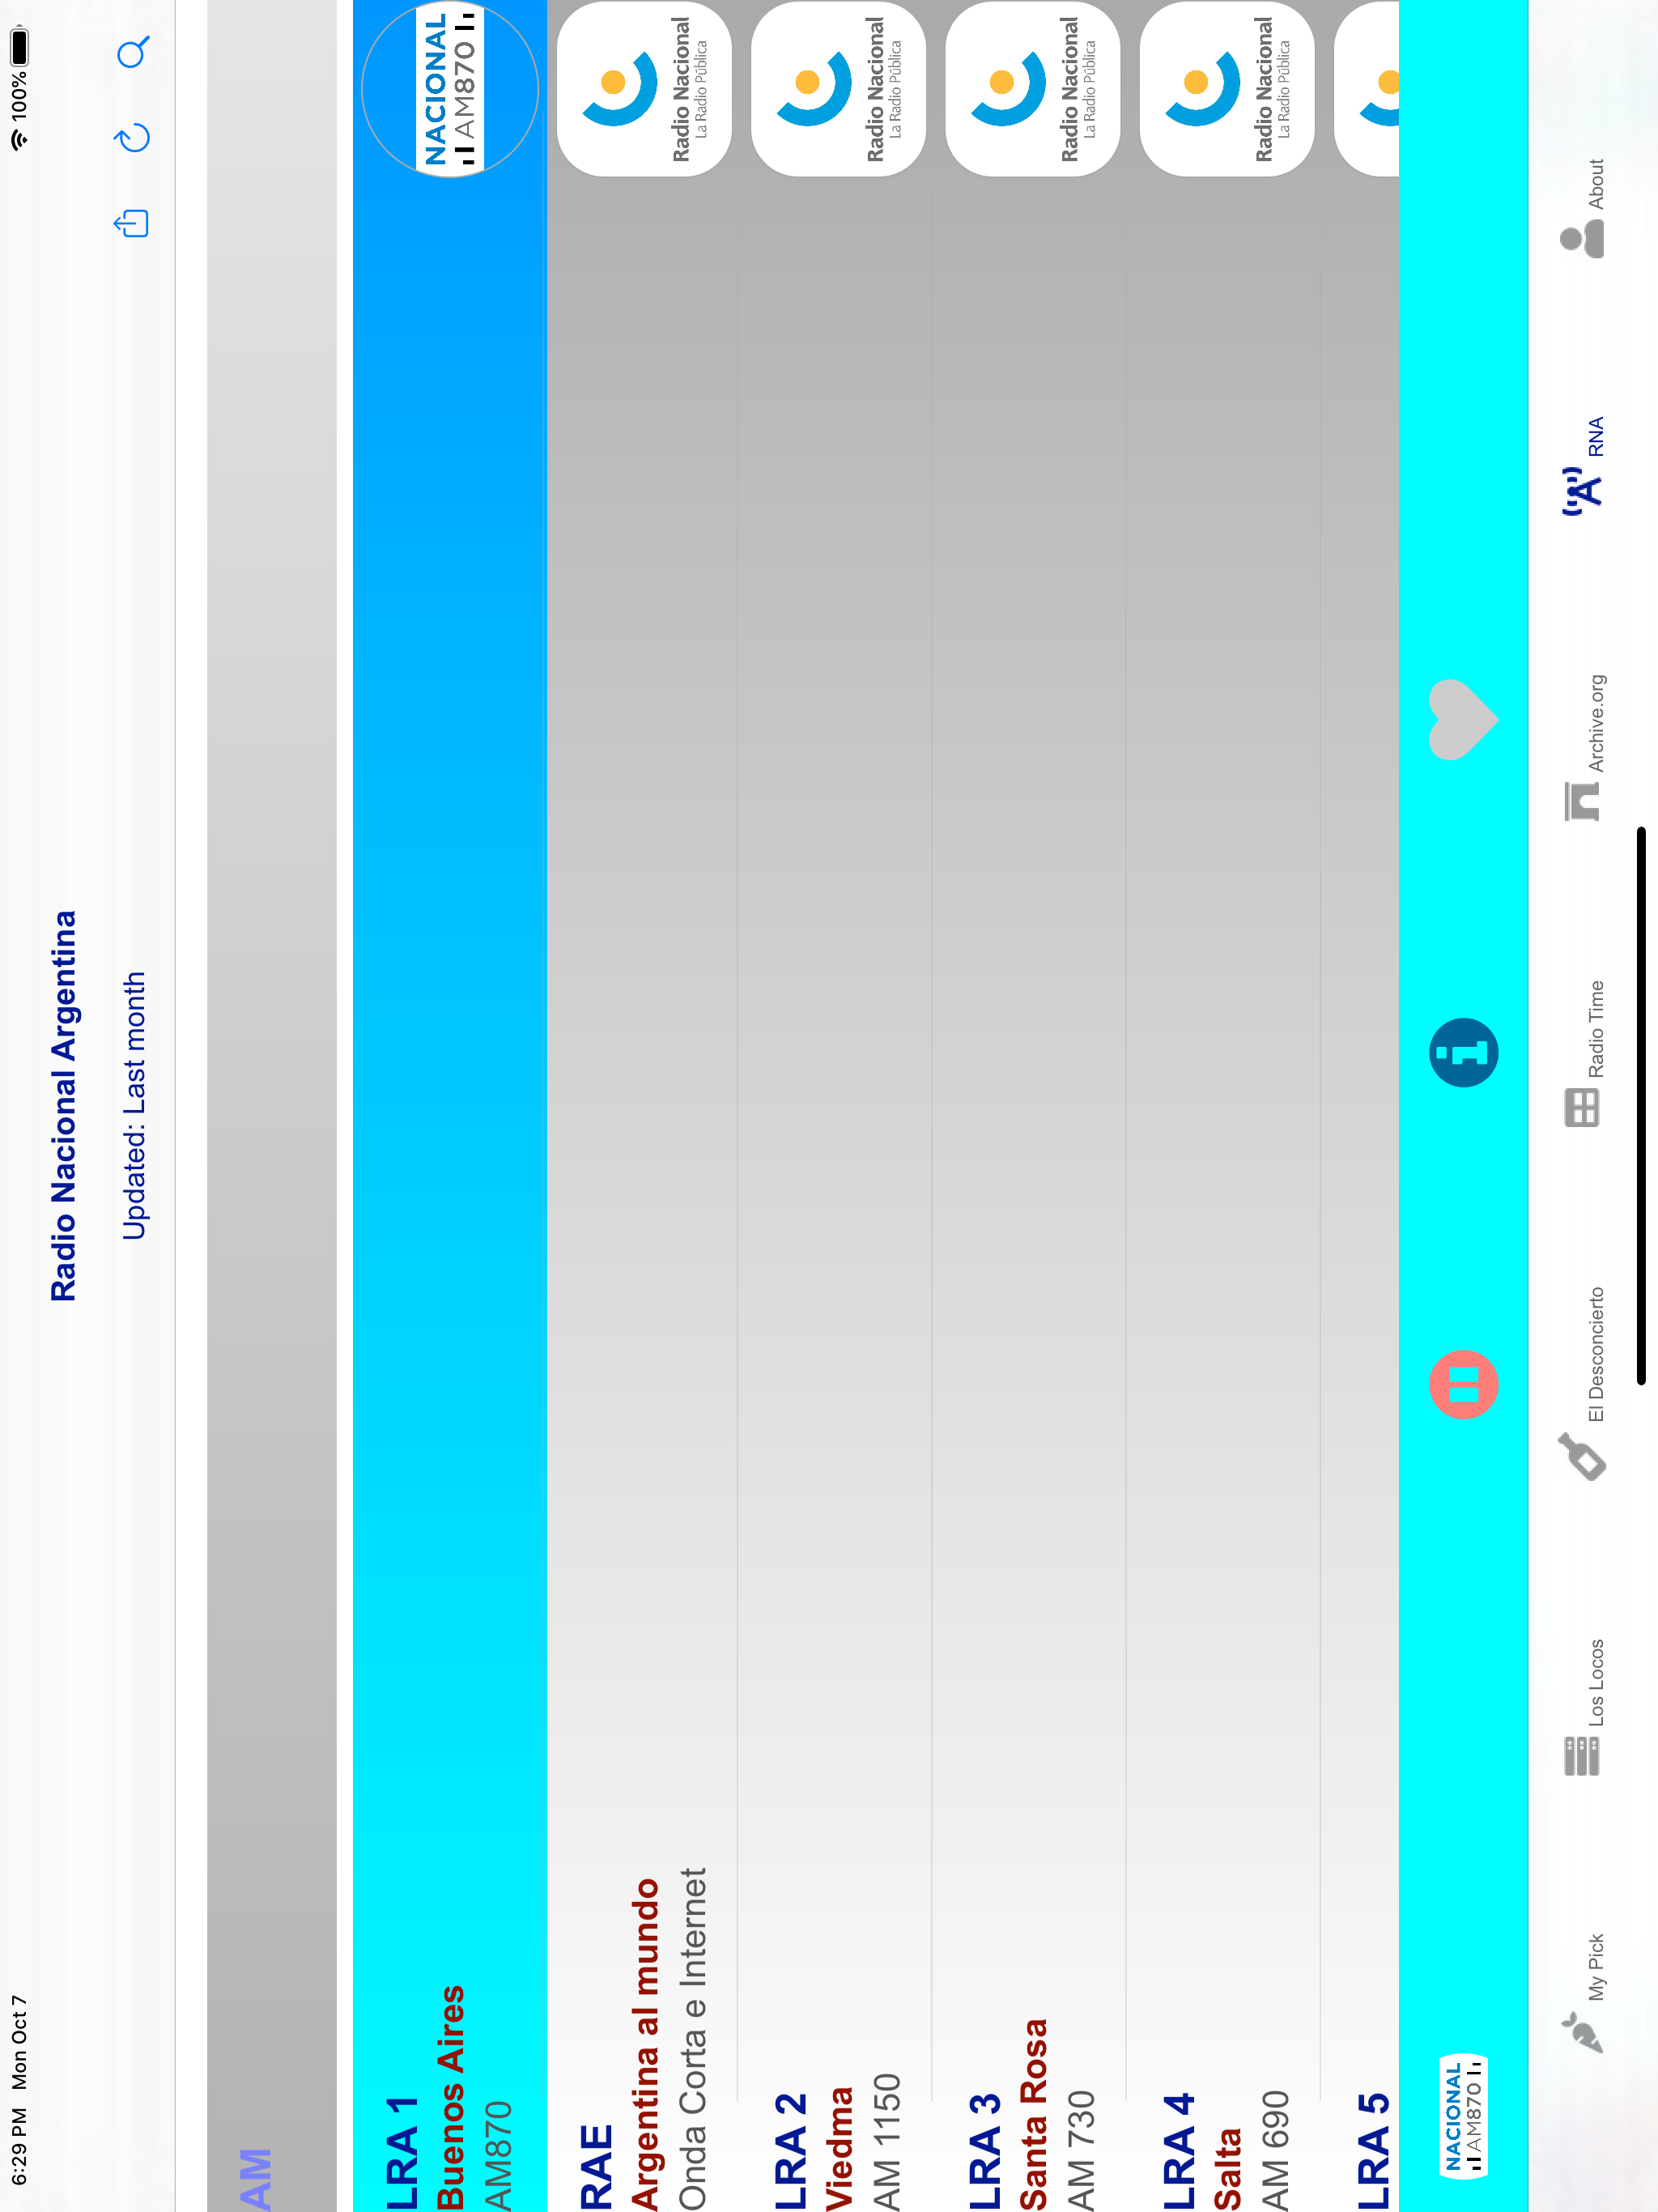 6:29 PM Mon Oct 7
100%
Radio Nacional Argentina
Updated: Last month
AM
LRA 1
Buenos Aires
AM870
NACIONAL
AM870
RAE
Argentina al mundo
Onda Corta e Internet
Radio Nacional
La Radio Pública
LRA 2
Viedma
AM 1150
Radio Nacional
La Radio Pública
LRA 3
Santa Rosa
AM 730
Radio Nacional
La Radio Pública
LRA 4
Salta
AM 690
Radio Nacional
La Radio Pública
LRA 5
NACIONAL
AM870
My Pick
Los Locos
El Desconcierto
Radio Time
Archive.org
RNA
About